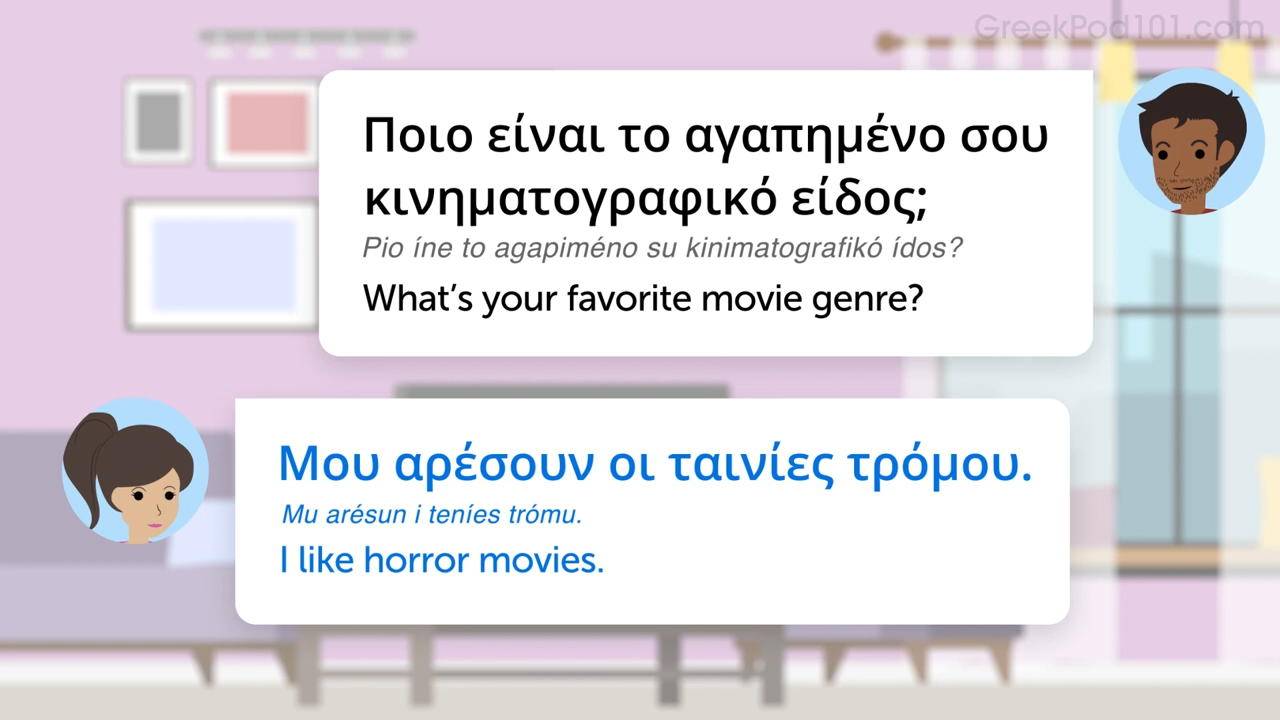 GreekPod101.com
Ποιο είναι το αγαπημένο σου
κινηματογραφικό είδος;
Pio íne to agapiméno su kinimatografikó ídos?
What's your favorite movie genre?
Μου αρέσουν οι ταινίες τρόμου.
Mu arésun i teníes trómu.
I like horror movies.